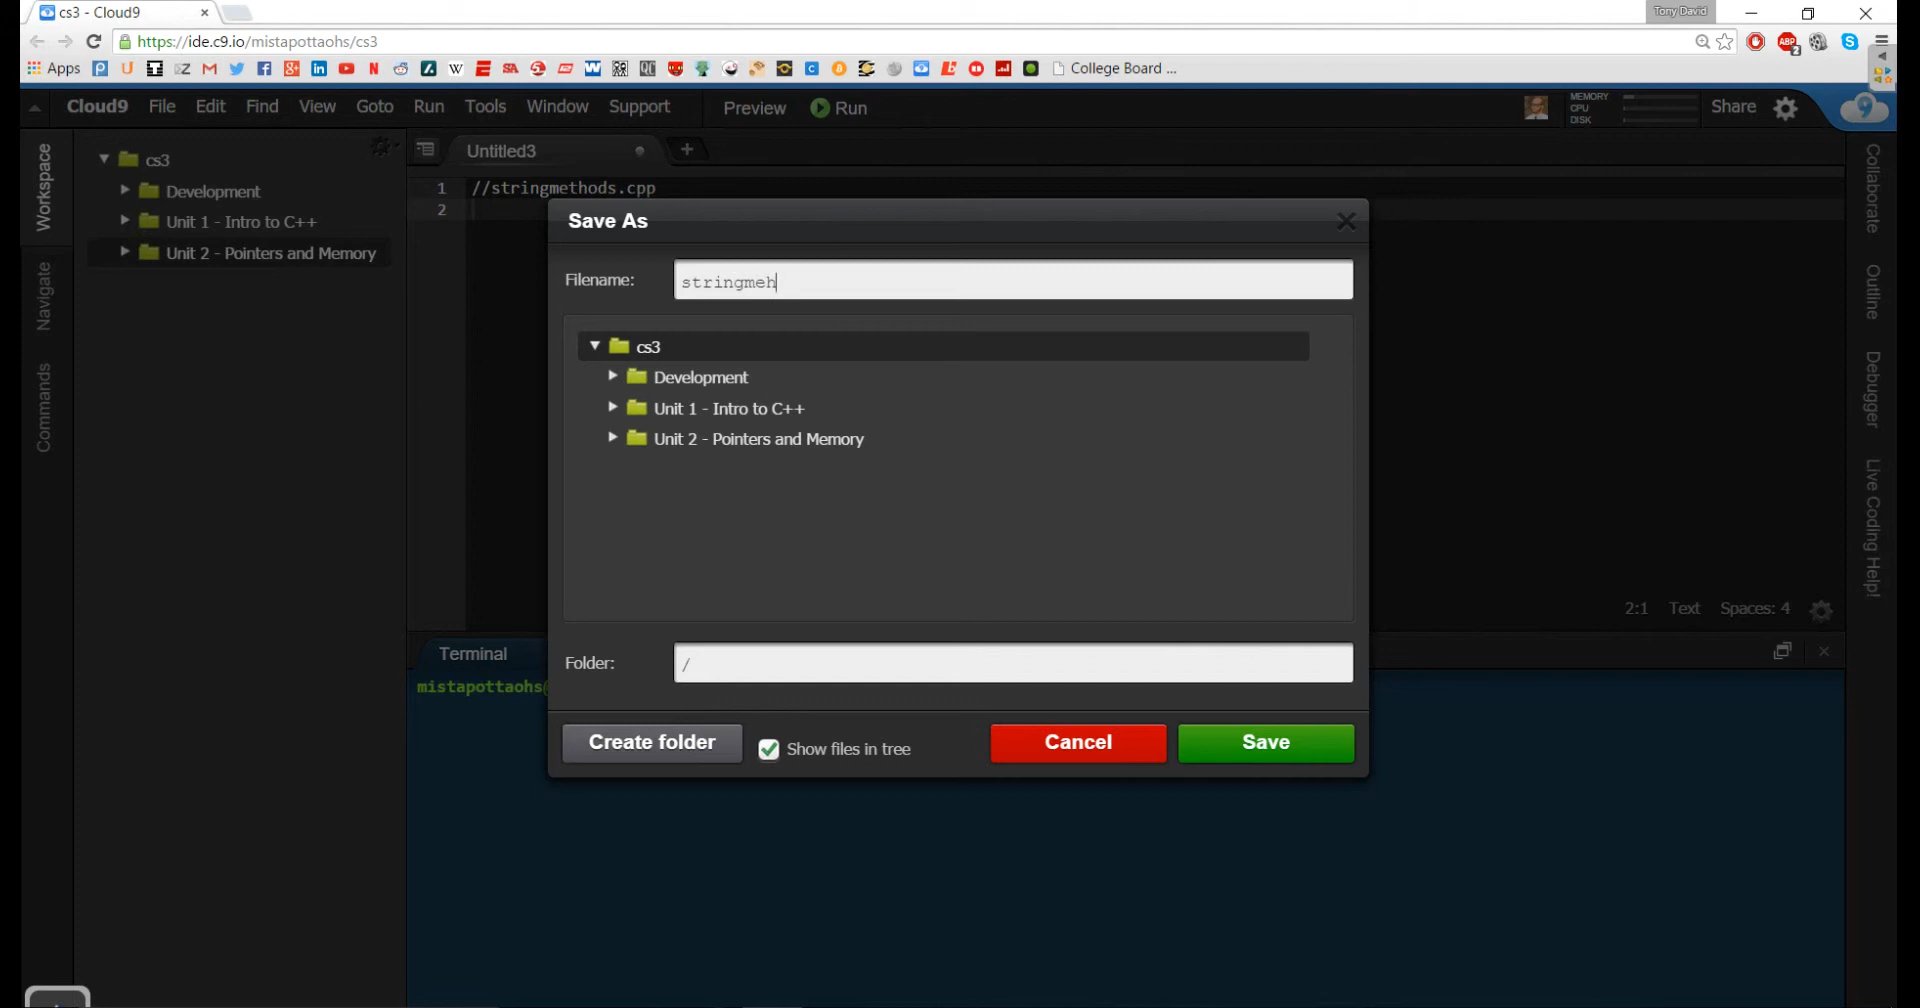 cs3 - Cloud9
Tony David
https://ide.c9.io/mistapottaohs/cs3
Apps
College Board ...
Cloud9 File Edit Find View Goto Run Tools Window Support Preview Run
MEMORY
CPU
DISK
Share
Workspace
Navigate
Commands
cs3
Development
Unit 1 - Intro to C++
Unit 2 - Pointers and Memory
Untitled3
1 //stringmethods.cpp
2
Save As
Filename: stringmeh
cs3
Development
Unit 1 - Intro to C++
Unit 2 - Pointers and Memory
Folder: /
Create folder
Show files in tree
Cancel
Save
2:1 Text Spaces: 4
Terminal
mistapottaohs@
Collaborate
Outline
Debugger
Live Coding Help!